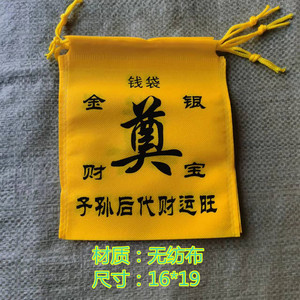 钱袋
金 银
奠
财 宝
子孙后代财运旺
材质：无纺布
尺寸：16*19